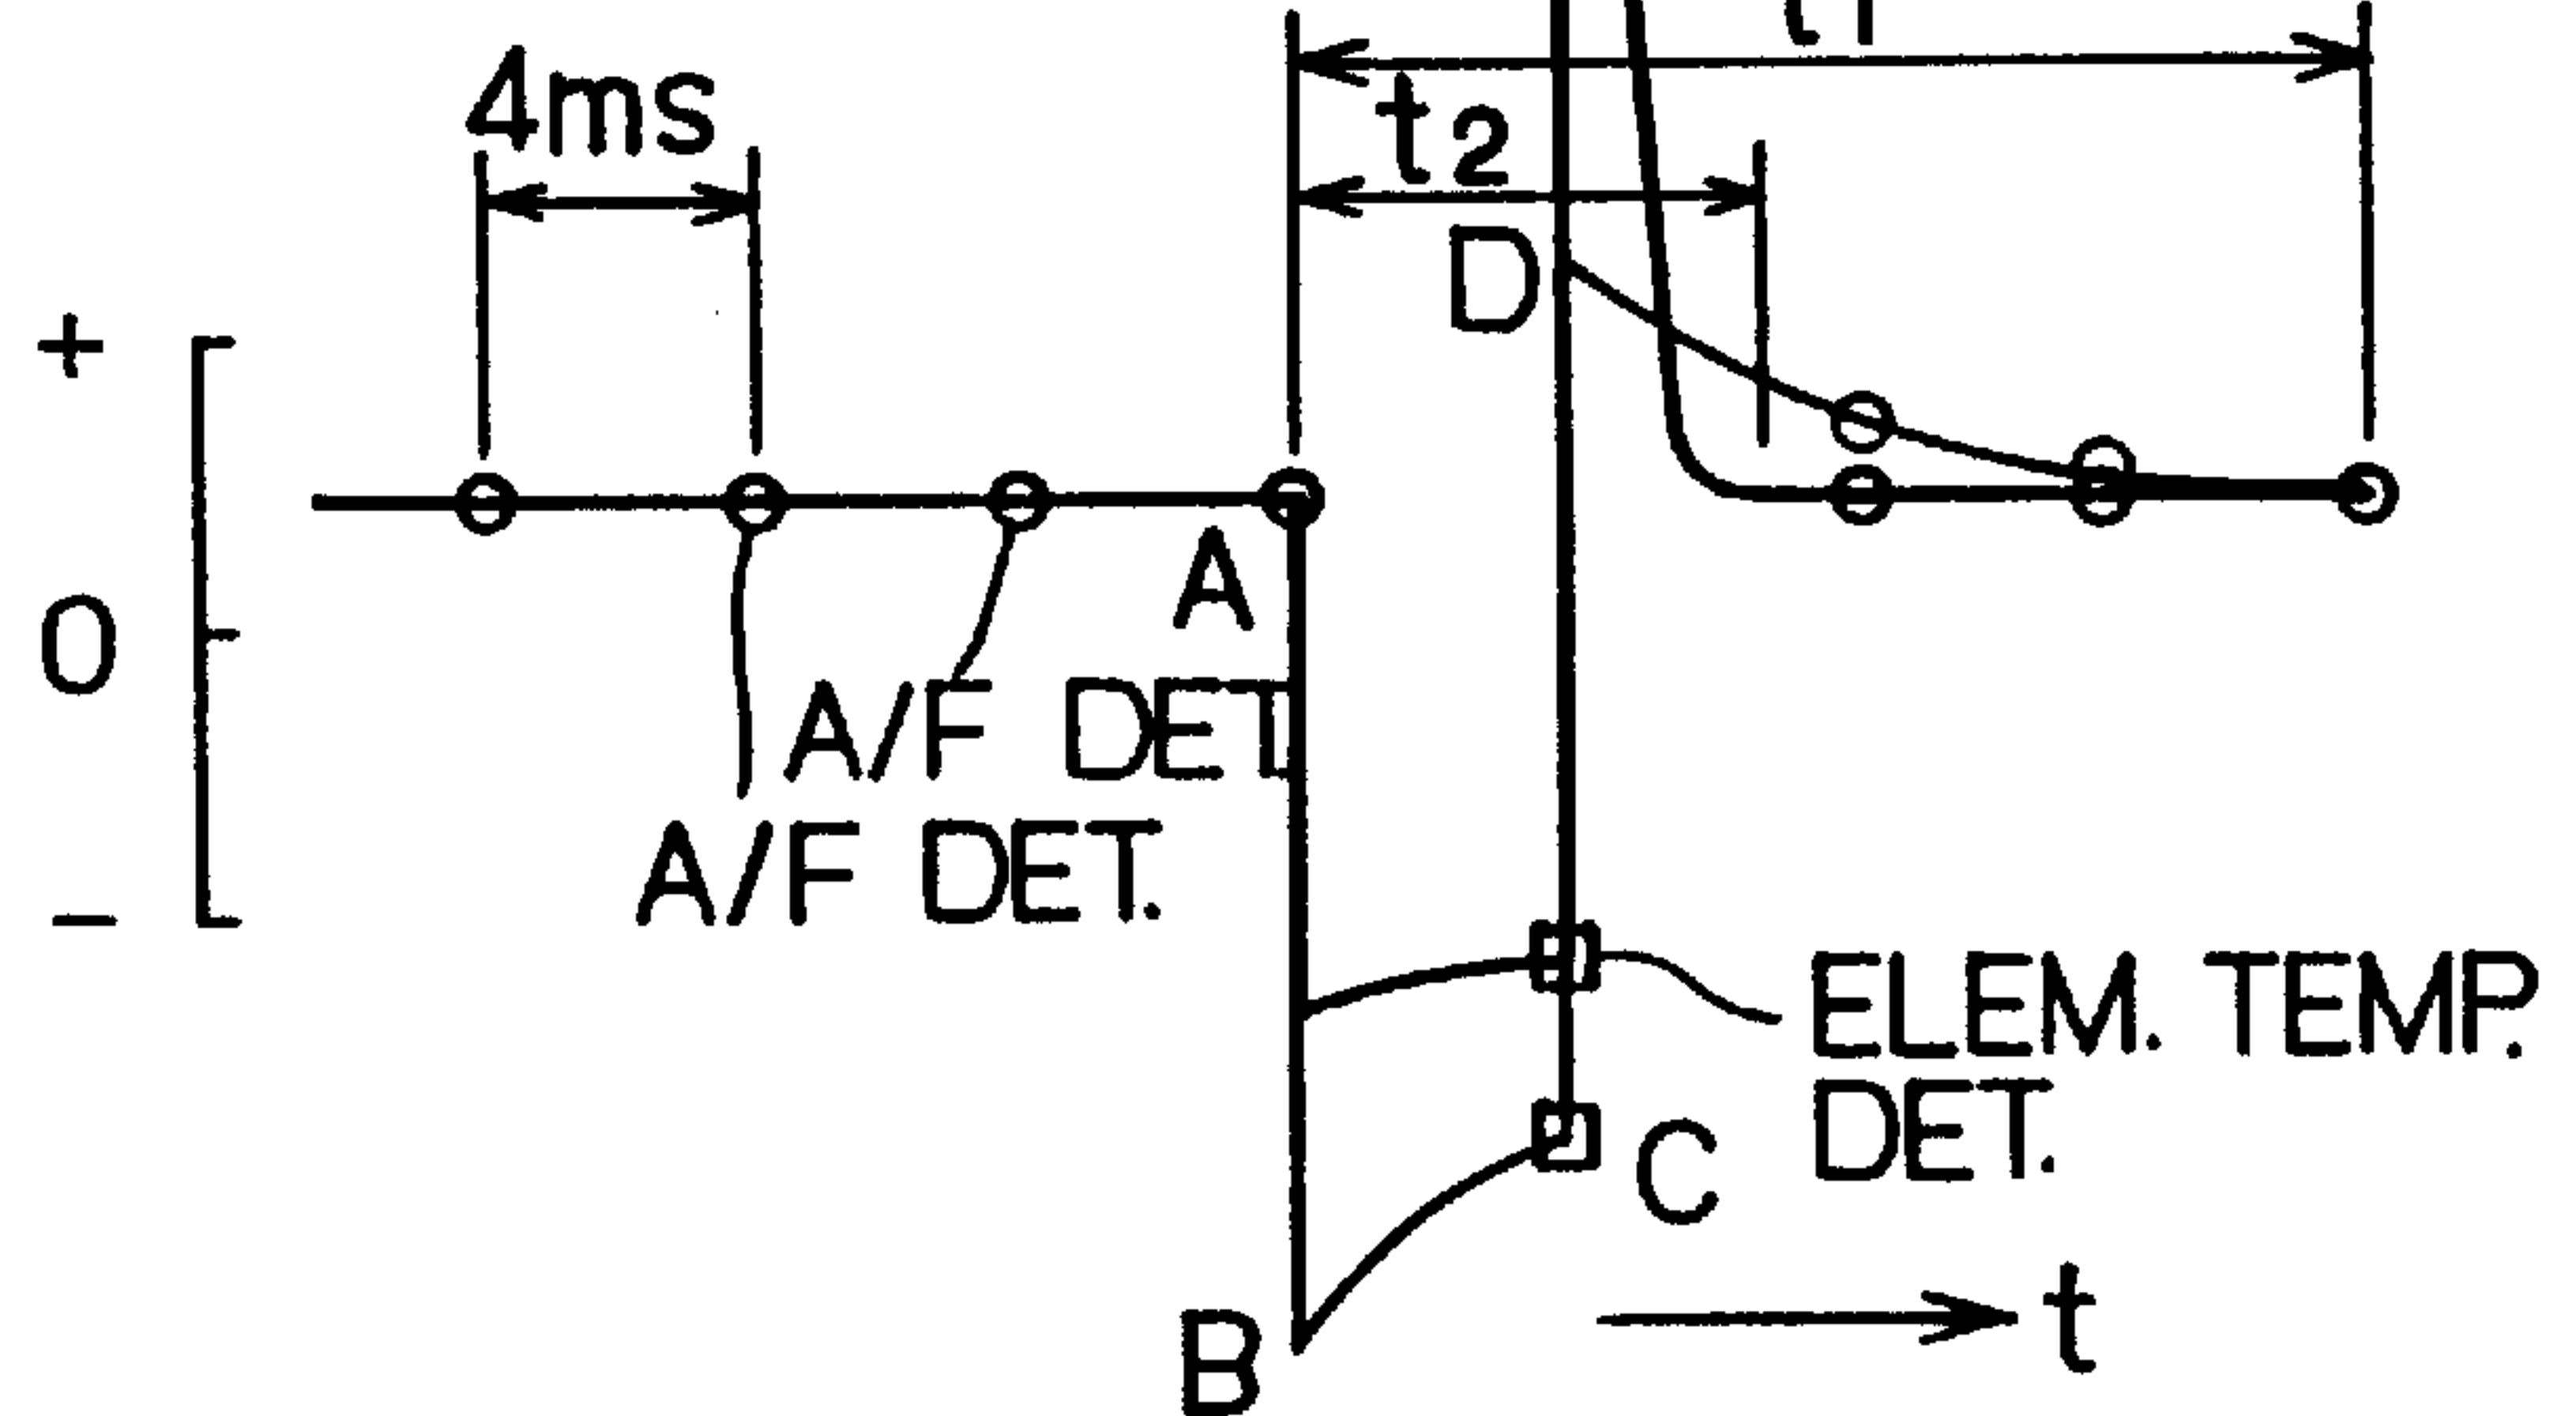 t1
4ms
t2
D
+
A
0
A/F DET.
A/F DET.
−
ELEM. TEMP.
DET.
C
t
B